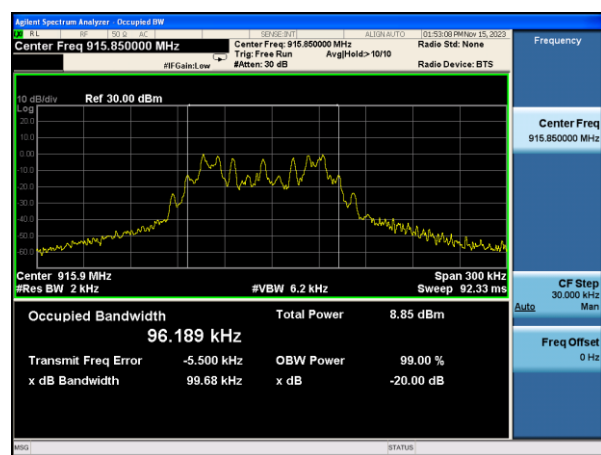 Agilent Spectrum Analyzer - Occupied BW
RL RF 50 Ω AC SENSE:INT ALIGN AUTO 01:53:08 PM Nov 15, 2023
Center Freq 915.850000 MHz
Center Freq: 915.850000 MHz
Radio Std: None
Trig: Free Run Avg|Hold:>10/10
#IFGain:Low #Atten: 30 dB Radio Device: BTS
10 dB/div Ref 30.00 dBm
Log
20.0
10.0
0.00
-10.0
-20.0
-30.0
-40.0
-50.0
-60.0
Center 915.9 MHz Span 300 kHz
#Res BW 2 kHz #VBW 6.2 kHz Sweep 92.33 ms
Occupied Bandwidth Total Power 8.85 dBm
96.189 kHz
Transmit Freq Error -5.500 kHz OBW Power 99.00 %
x dB Bandwidth 99.68 kHz x dB -20.00 dB
MSG STATUS
Frequency
Center Freq
915.850000 MHz
CF Step
30.000 kHz
Auto Man
Freq Offset
0 Hz